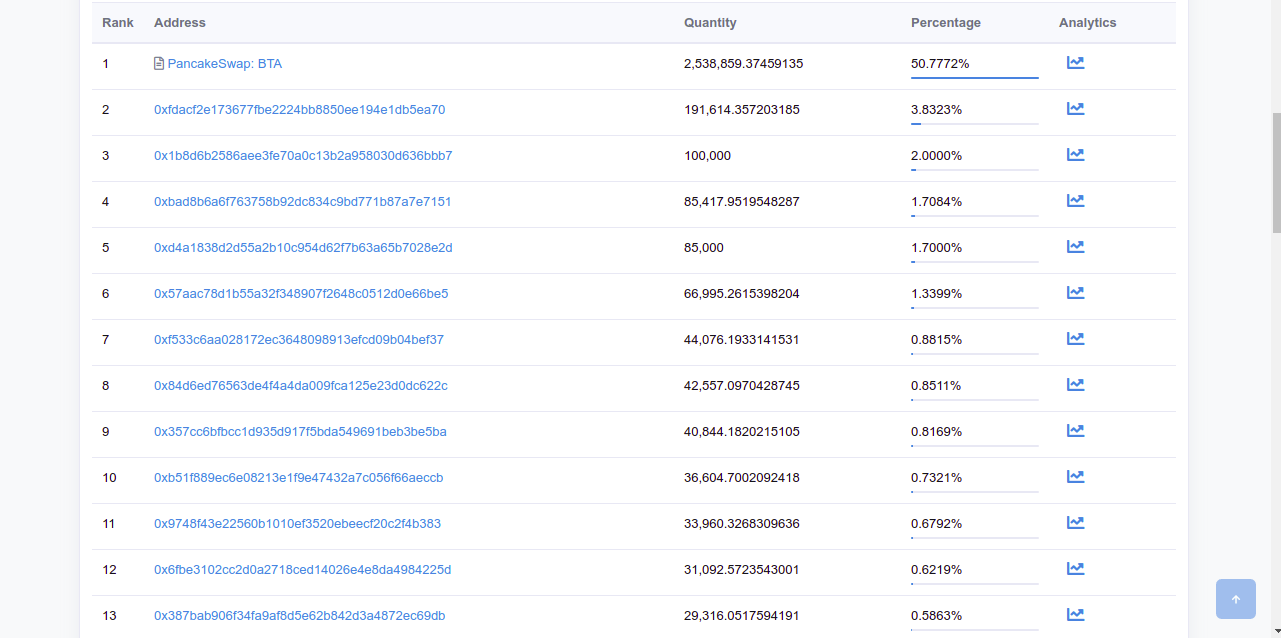 Rank Address Quantity Percentage Analytics
1 PancakeSwap: BTA 2,538,859.37459135 50.7772%
2 0xfdacf2e173677fbe2224bb8850ee194e1db5ea70 191,614.357203185 3.8323%
3 0x1b8d6b2586aee3fe70a0c13b2a958030d636bbb7 100,000 2.0000%
4 0xbad8b6a6f763758b92dc834c9bd771b87a7e7151 85,417.9519548287 1.7084%
5 0xd4a1838d2d55a2b10c954d62f7b63a65b7028e2d 85,000 1.7000%
6 0x57aac78d1b55a32f348907f2648c0512d0e66be5 66,995.2615398204 1.3399%
7 0xf533c6aa028172ec3648098913efcd09b04bef37 44,076.1933141531 0.8815%
8 0x84d6ed76563de4f4a4da009fca125e23d0dc622c 42,557.0970428745 0.8511%
9 0x357cc6bfbcc1d935d917f5bda549691beb3be5ba 40,844.1820215105 0.8169%
10 0xb51f889ec6e08213e1f9e47432a7c056f66aeccb 36,604.7002092418 0.7321%
11 0x9748f43e22560b1010ef3520ebeecf20c2f4b383 33,960.3268309636 0.6792%
12 0x6fbe3102cc2d0a2718ced14026e4e8da4984225d 31,092.5723543001 0.6219%
13 0x387bab906f34fa9af8d5e62b842d3a4872ec69db 29,316.0517594191 0.5863%